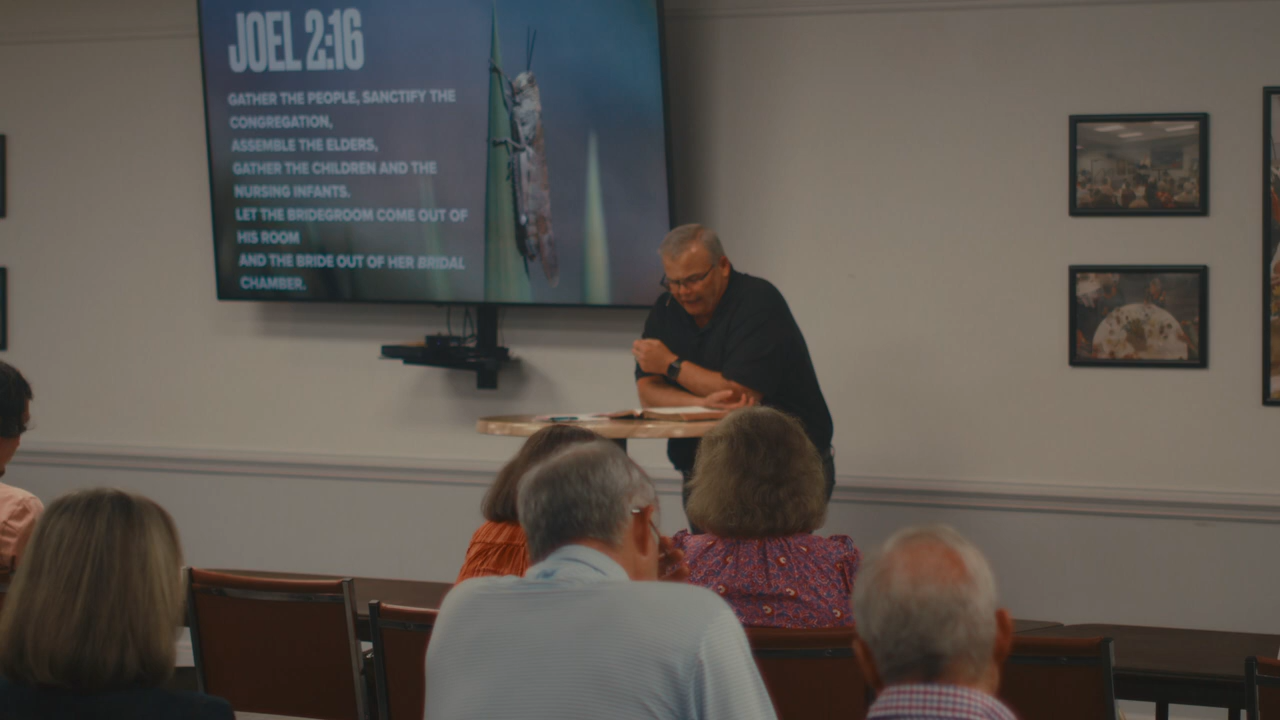 JOEL 2:16
GATHER THE PEOPLE, SANCTIFY THE
CONGREGATION,
ASSEMBLE THE ELDERS,
GATHER THE CHILDREN AND THE
NURSING INFANTS.
LET THE BRIDEGROOM COME OUT OF
HIS ROOM
AND THE BRIDE OUT OF HER BRIDAL
CHAMBER.